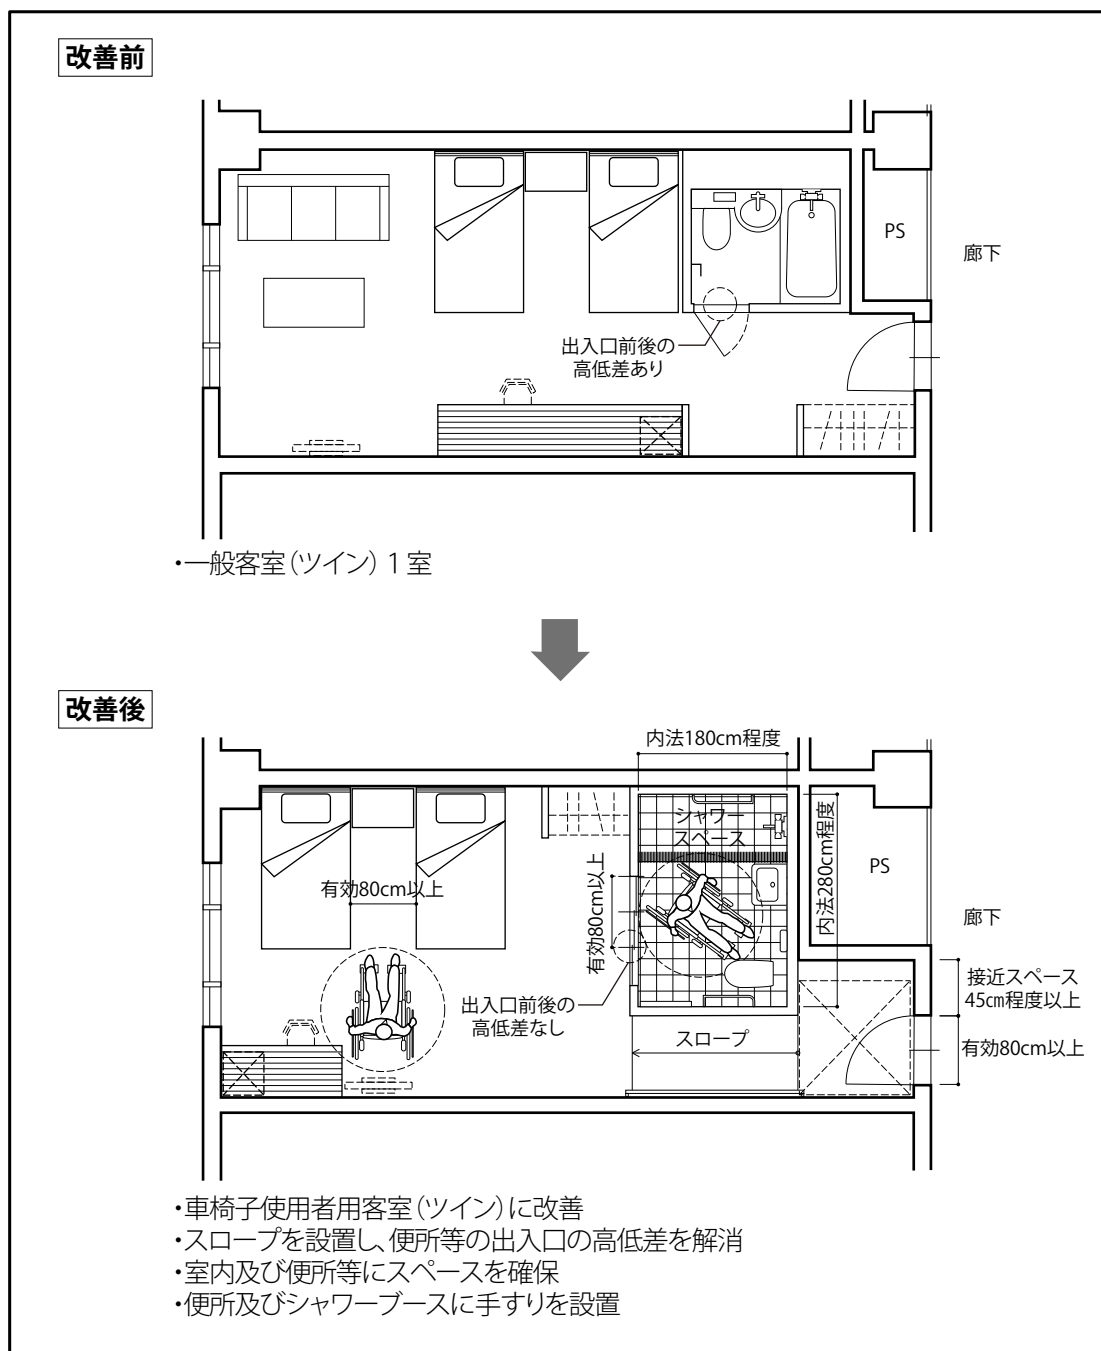 改善前
PS
廊下
出入口前後の
高低差あり
・一般客室（ツイン）1室
改善後
内法180cm程度
シャワー
スペース
内法280cm程度
PS
有効80cm以上
有効80cm以上
廊下
接近スペース
45㎝程度以上
出入口前後の
高低差なし
スロープ
有効80cm以上
・車椅子使用者用客室（ツイン）に改善
・スロープを設置し、便所等の出入口の高低差を解消
・室内及び便所等にスペースを確保
・便所及びシャワーブースに手すりを設置